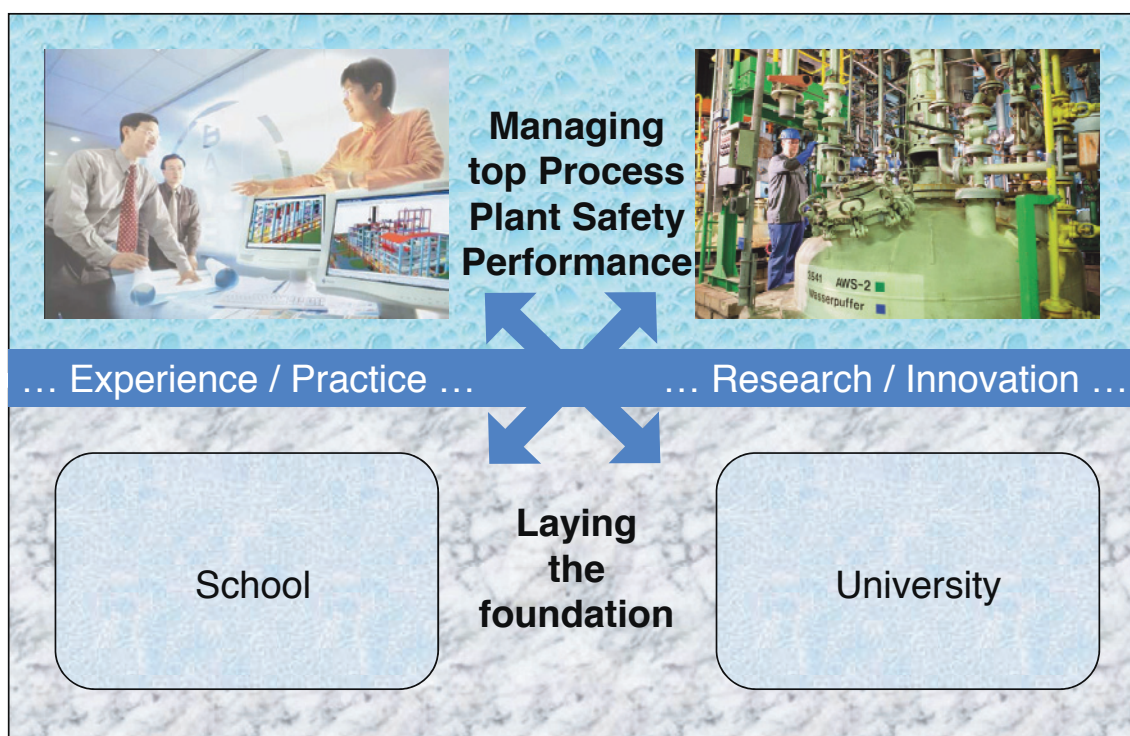 Managing
top Process
Plant Safety
Performance
3541 AWS-2
Wasserpuffer
… Experience / Practice …
… Research / Innovation …
School
Laying
the
foundation
University